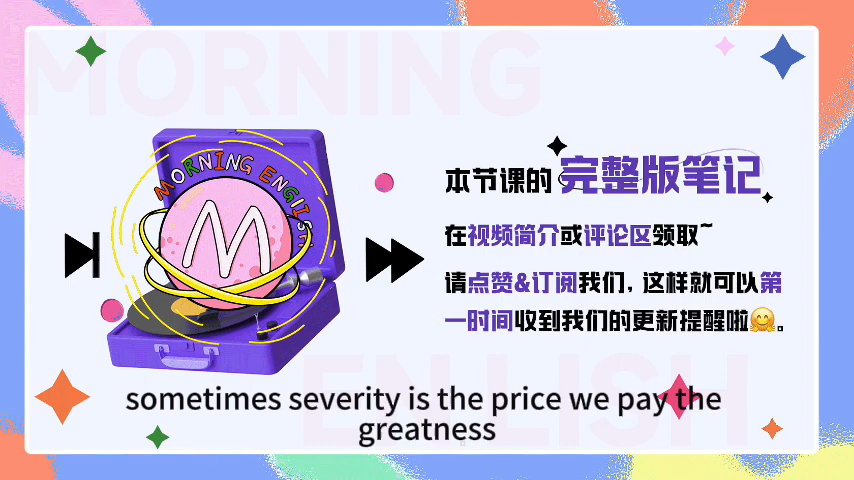 MORNING
MORNING ENGLISH
M
本节课的 完整版笔记
在视频简介或评论区领取~
请点赞&订阅我们，这样就可以第
一时间收到我们的更新提醒啦🤗。
EN LISH
sometimes severity is the price we pay the
greatness